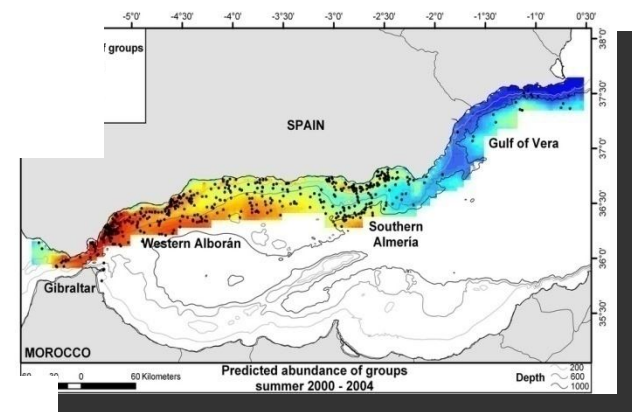 -5°0' -4°30' -4°0' -3°30' -3°0' -2°30' -2°0' -1°30' -1°0' 0°30'
of groups
38°0'
37°30'
SPAIN
Gulf of Vera
37°0'
36°30'
Southern
Almería
Western Alborán
36°0'
Gibraltar
35°30'
MOROCCO
0 60 Kilometers
Predicted abundance of groups
summer 2000 - 2004
Depth
200
600
1000